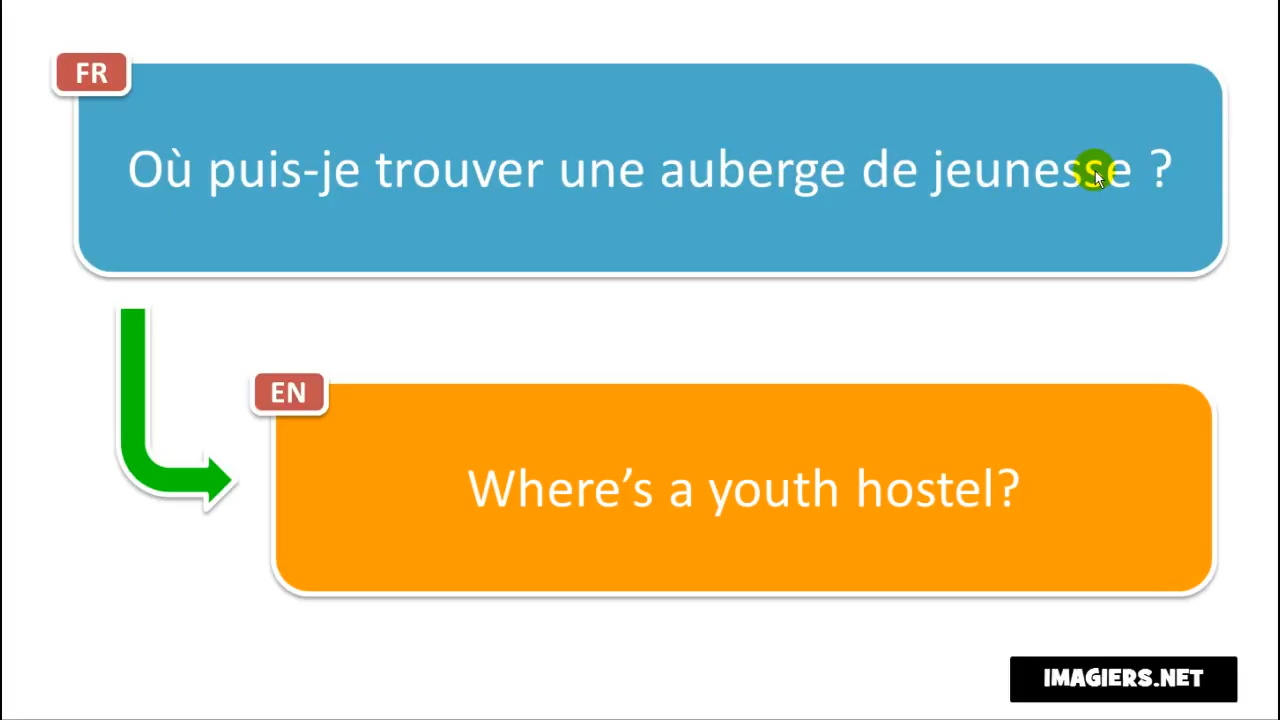 FR
Où puis-je trouver une auberge de jeunesse ?
EN
Where’s a youth hostel?
IMAGIERS.NET